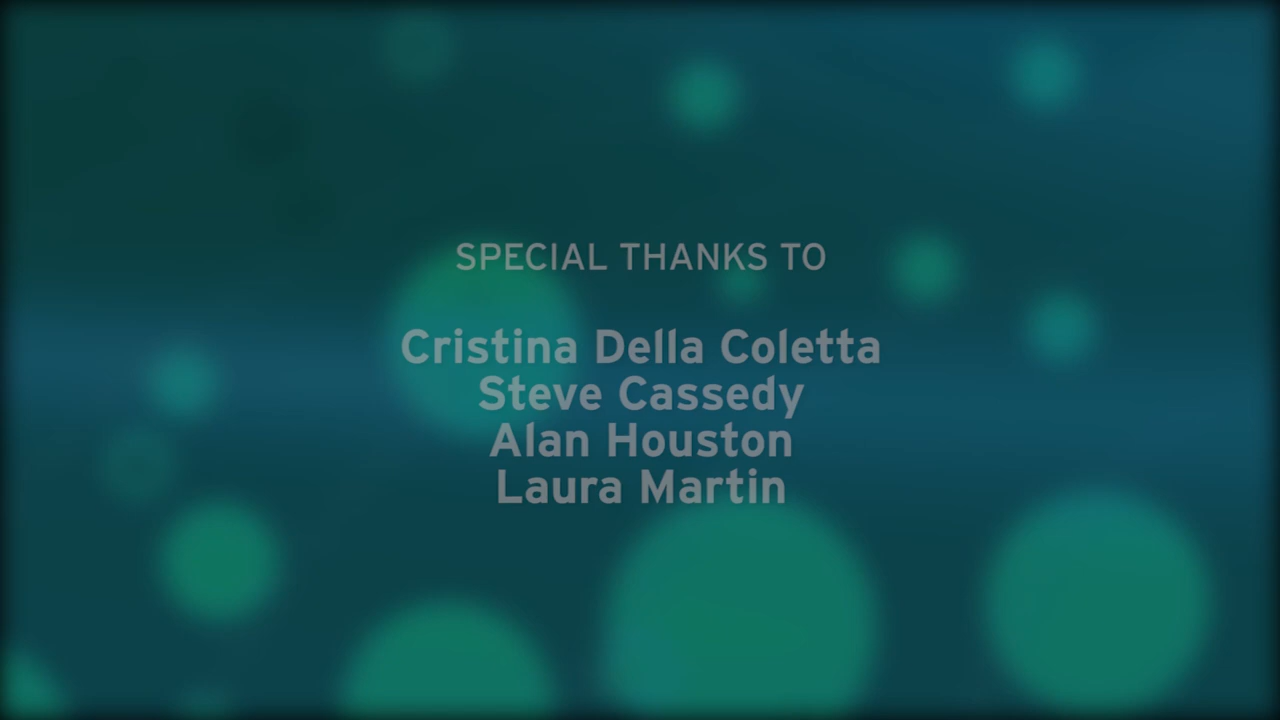 SPECIAL THANKS TO
Cristina Della Coletta
Steve Cassedy
Alan Houston
Laura Martin